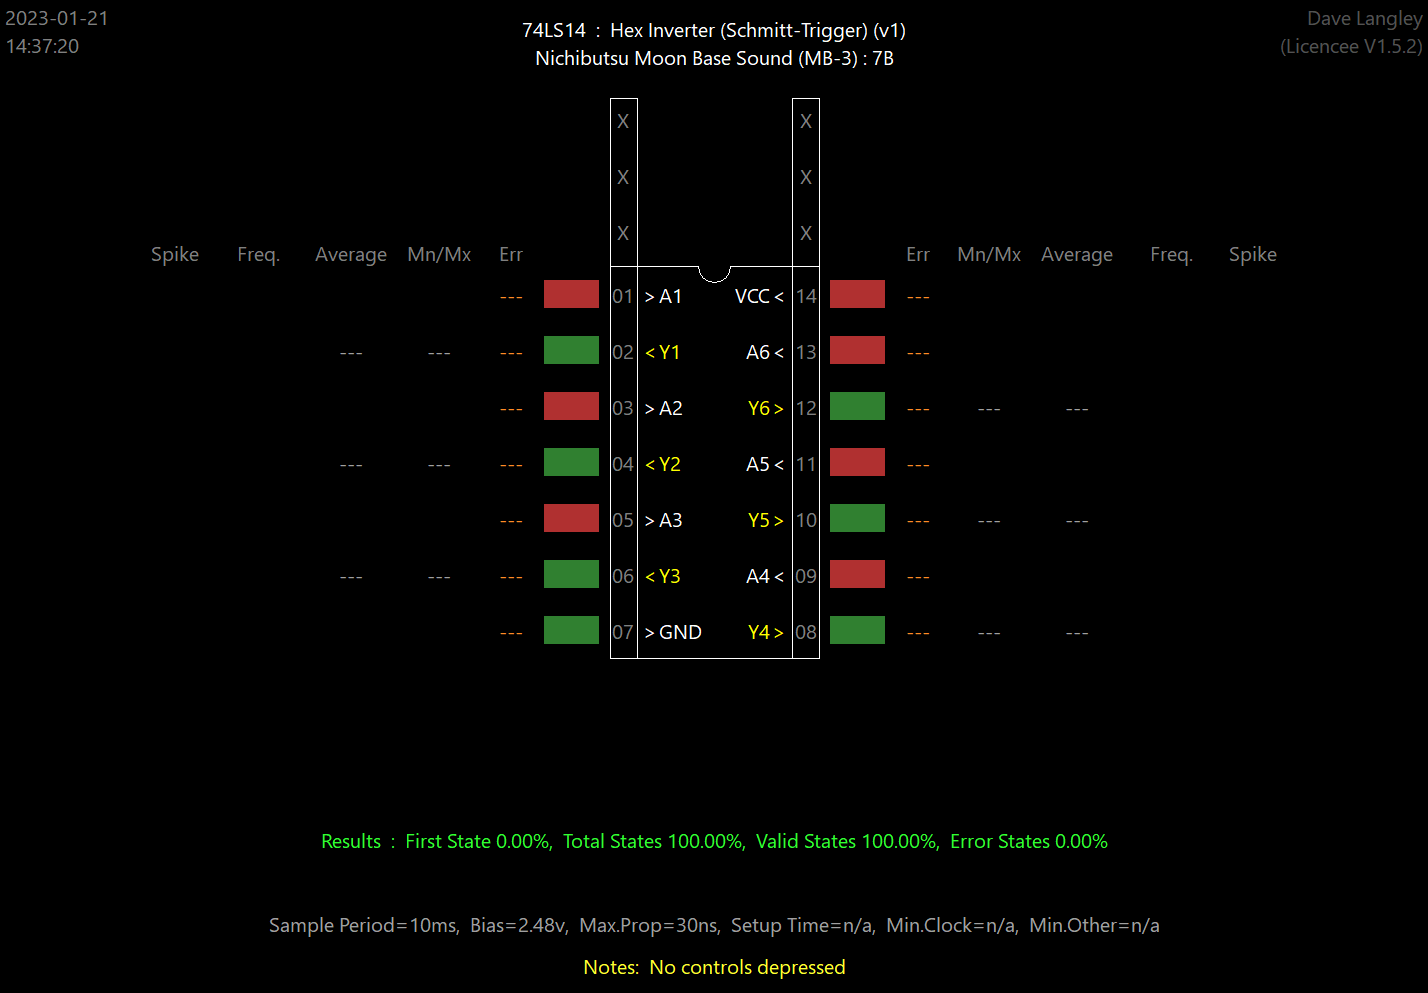 2023-01-21
14:37:20
74LS14 : Hex Inverter (Schmitt-Trigger) (v1)
Nichibutsu Moon Base Sound (MB-3) : 7B
Dave Langley
(Licencee V1.5.2)
X X
X X
X X
Spike Freq. Average Mn/Mx Err Err Mn/Mx Average Freq. Spike
--- 01 > A1 VCC < 14 ---
--- --- --- 02 < Y1 A6 < 13 ---
--- 03 > A2 Y6 > 12 --- --- ---
--- --- --- 04 < Y2 A5 < 11 ---
--- 05 > A3 Y5 > 10 --- --- ---
--- --- --- 06 < Y3 A4 < 09 ---
--- 07 > GND Y4 > 08 --- --- ---
Results : First State 0.00%, Total States 100.00%, Valid States 100.00%, Error States 0.00%
Sample Period=10ms, Bias=2.48v, Max.Prop=30ns, Setup Time=n/a, Min.Clock=n/a, Min.Other=n/a
Notes: No controls depressed